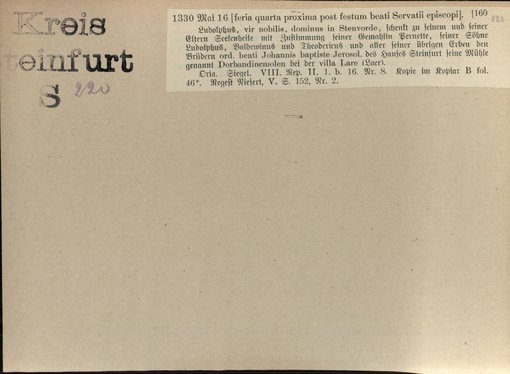 Kreis
Steinfurt
S
220
1330 Mai 16 [feria quarta proxima post festum beati Servatii episcopi]. [160
220
Ludolphus, vir nobilis, dominus in Stenvorde, schenkt zu seinem und seiner
Eltern Seelenheile mit Zustimmung seiner Gemahlin Pernette, seiner Söhne
Ludolphus, Baldewinus und Theodericus und aller seiner übrigen Erben den
Brüdern ord. beati Johannis baptiste Jerosol. des Hauses Steinfurt seine Mühle
genannt Dorbandinemolen bei der villa Lare (Laer).
Orig. Siegel. VIII. Rep. II. 1. b. 16. Nr. 8. Kopie im Kopiar B fol.
46ᵃ. Regest Niesert, V. S. 152, Nr. 2.